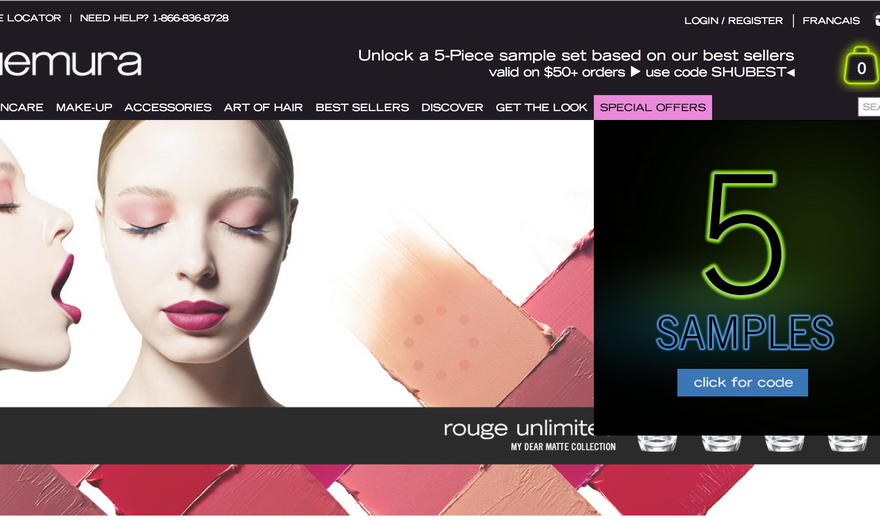 E LOCATOR | NEED HELP? 1-866-836-8728
LOGIN / REGISTER | FRANCAIS
uemura
Unlock a 5-Piece sample set based on our best sellers
valid on $50+ orders ▶ use code SHUBEST◀
0
NCARE MAKE-UP ACCESSORIES ART OF HAIR BEST SELLERS DISCOVER GET THE LOOK SPECIAL OFFERS
SEA
5
SAMPLES
click for code
rouge unlimite
MY DEAR MATTE COLLECTION